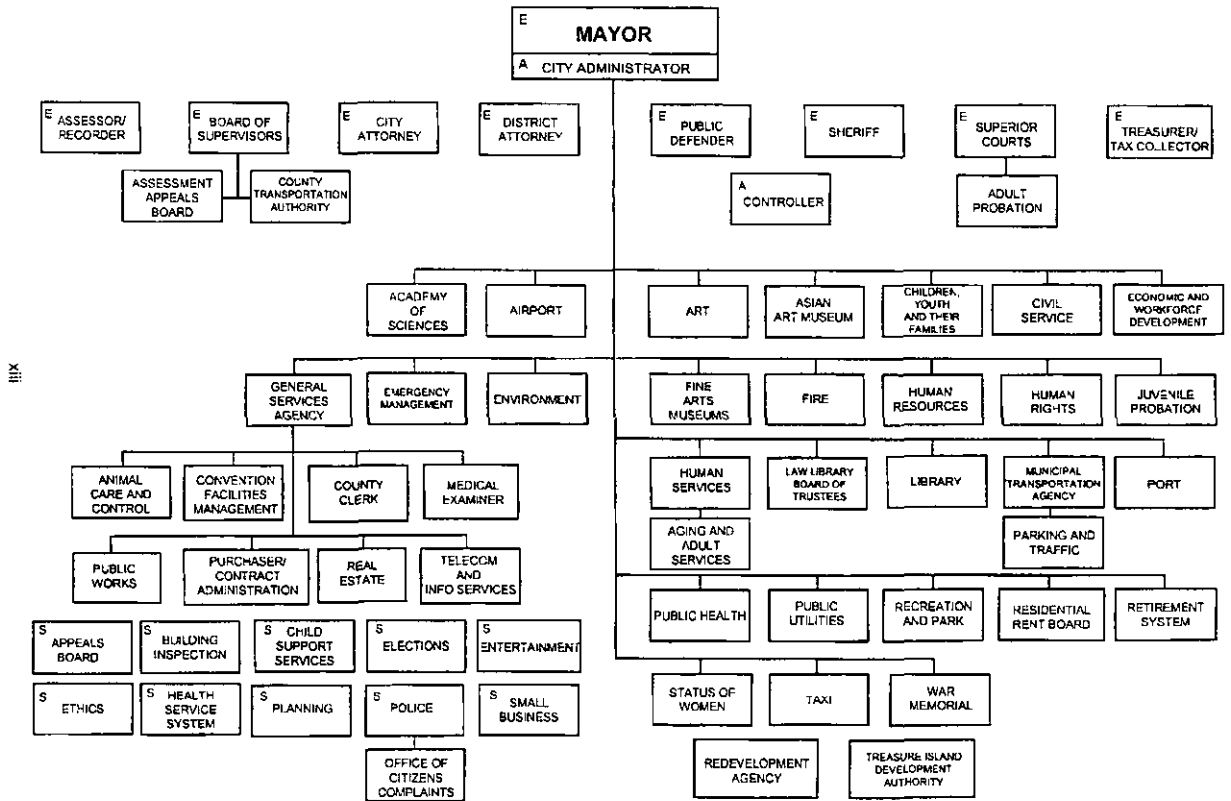 E
MAYOR
A CITY ADMINISTRATOR
E ASSESSOR/
RECORDER
E BOARD OF
SUPERVISORS
E CITY
ATTORNEY
E DISTRICT
ATTORNEY
E PUBLIC
DEFENDER
E SHERIFF
E SUPERIOR
COURTS
E TREASURER/
TAX COLLECTOR
ASSESSMENT
APPEALS
BOARD
COUNTY
TRANSPORTATION
AUTHORITY
A
CONTROLLER
ADULT
PROBATION
ACADEMY
OF
SCIENCES
AIRPORT
ART
ASIAN
ART MUSEUM
CHILDREN,
YOUTH
AND THEIR
FAMILIES
CIVIL
SERVICE
ECONOMIC AND
WORKFORCE
DEVELOPMENT
xiii
GENERAL
SERVICES
AGENCY
EMERGENCY
MANAGEMENT
ENVIRONMENT
FINE
ARTS
MUSEUMS
FIRE
HUMAN
RESOURCES
HUMAN
RIGHTS
JUVENILE
PROBATION
ANIMAL
CARE AND
CONTROL
CONVENTION
FACILITIES
MANAGEMENT
COUNTY
CLERK
MEDICAL
EXAMINER
HUMAN
SERVICES
LAW LIBRARY
BOARD OF
TRUSTEES
LIBRARY
MUNICIPAL
TRANSPORTATION
AGENCY
PORT
AGING AND
ADULT
SERVICES
PARKING AND
TRAFFIC
PUBLIC
WORKS
PURCHASER/
CONTRACT
ADMINISTRATION
REAL
ESTATE
TELECOM
AND
INFO SERVICES
PUBLIC HEALTH
PUBLIC
UTILITIES
RECREATION
AND PARK
RESIDENTIAL
RENT BOARD
RETIREMENT
SYSTEM
S
APPEALS
BOARD
S BUILDING
INSPECTION
S CHILD
SUPPORT
SERVICES
S
ELECTIONS
S
ENTERTAINMENT
S
ETHICS
S HEALTH
SERVICE
SYSTEM
S
PLANNING
S
POLICE
S SMALL
BUSINESS
OFFICE OF
CITIZENS
COMPLAINTS
STATUS OF
WOMEN
TAXI
WAR
MEMORIAL
REDEVELOPMENT
AGENCY
TREASURE ISLAND
DEVELOPMENT
AUTHORITY